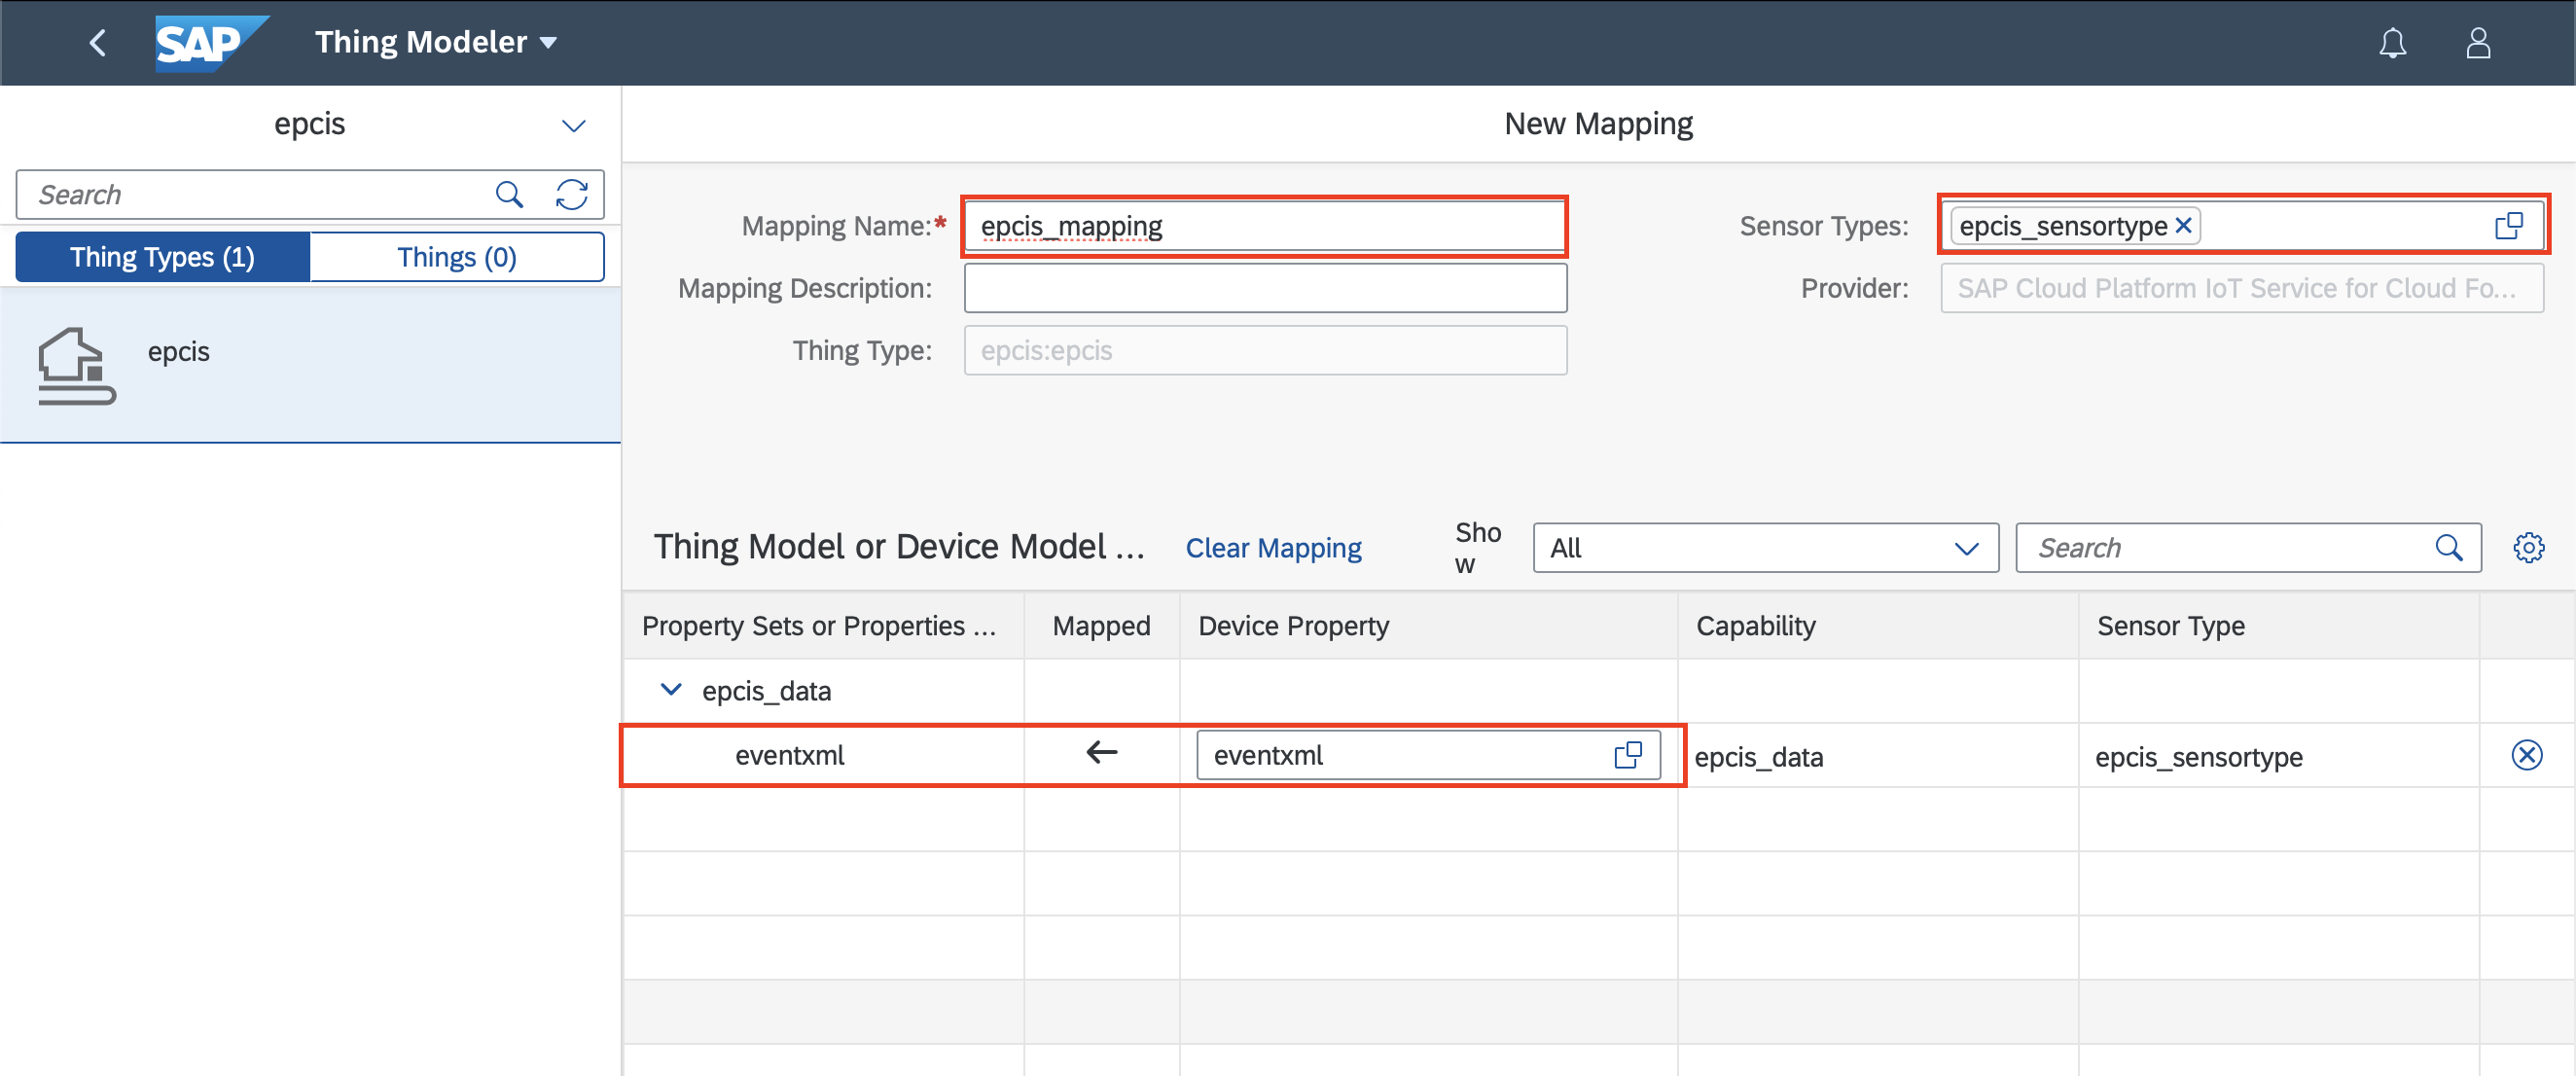 SAP Thing Modeler
epcis
New Mapping
Search
Thing Types (1) Things (0)
epcis
Mapping Name:* epcis_mapping
Sensor Types: epcis_sensortype
Mapping Description:
Provider: SAP Cloud Platform IoT Service for Cloud Fo...
Thing Type: epcis:epcis
Thing Model or Device Model ... Clear Mapping Show All Search
Property Sets or Properties ... Mapped Device Property Capability Sensor Type
epcis_data
eventxml eventxml epcis_data epcis_sensortype